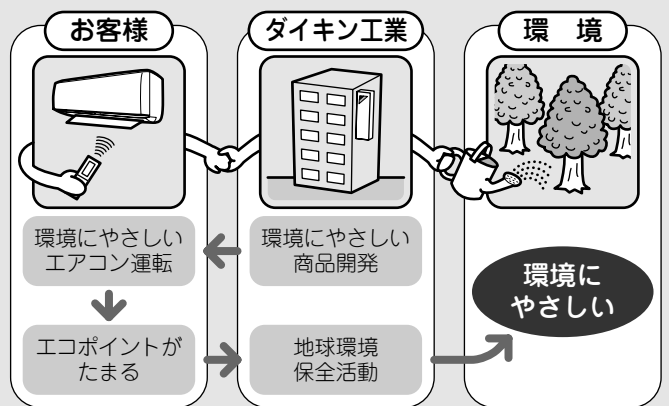 お客様
ダイキン工業
環　境
環境にやさしい
エアコン運転
環境にやさしい
商品開発
環境に
やさしい
エコポイントが
たまる
地球環境
保全活動